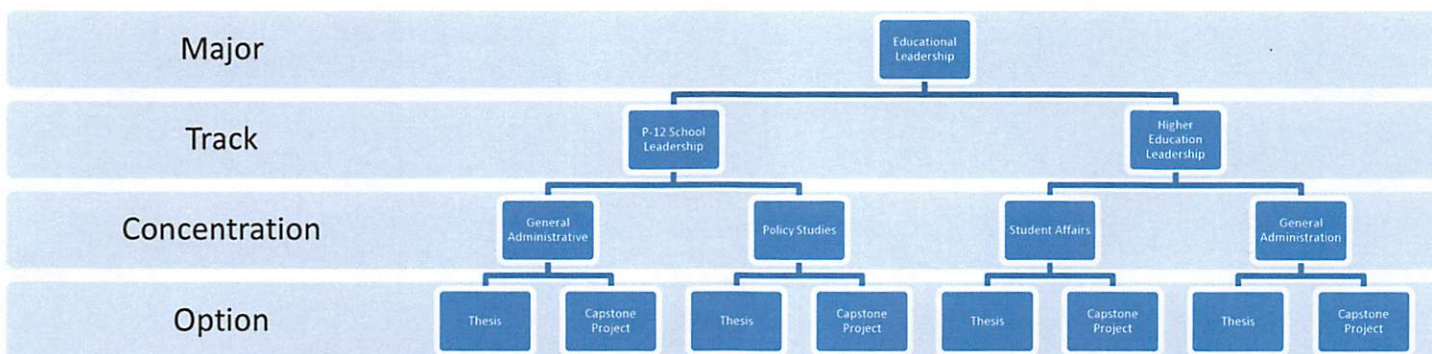 Major
Educational
Leadership
Track
P-12 School
Leadership
Higher
Education
Leadership
Concentration
General
Administrative
Policy Studies
Student Affairs
General
Administration
Option
Thesis
Capstone
Project
Thesis
Capstone
Project
Thesis
Capstone
Project
Thesis
Capstone
Project